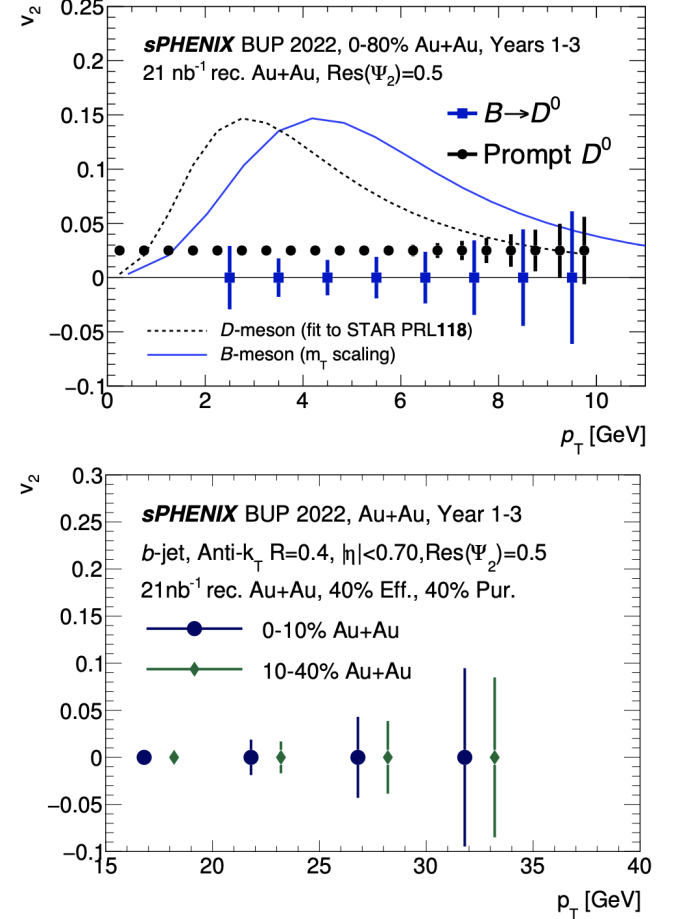 v₂
0.25
0.2
0.15
0.1
0.05
0
−0.05
−0.1
sPHENIX BUP 2022, 0-80% Au+Au, Years 1-3
21 nb⁻¹ rec. Au+Au, Res(Ψ₂)=0.5
B→D⁰
Prompt D⁰
D-meson (fit to STAR PRL118)
B-meson (m_T scaling)
0 2 4 6 8 10
p_T [GeV]
v₂
0.3
0.25
0.2
0.15
0.1
0.05
0
−0.05
−0.1
sPHENIX BUP 2022, Au+Au, Year 1-3
b-jet, Anti-k_T R=0.4, |η|<0.70,Res(Ψ₂)=0.5
21nb⁻¹ rec. Au+Au, 40% Eff., 40% Pur.
0-10% Au+Au
10-40% Au+Au
15 20 25 30 35 40
p_T [GeV]